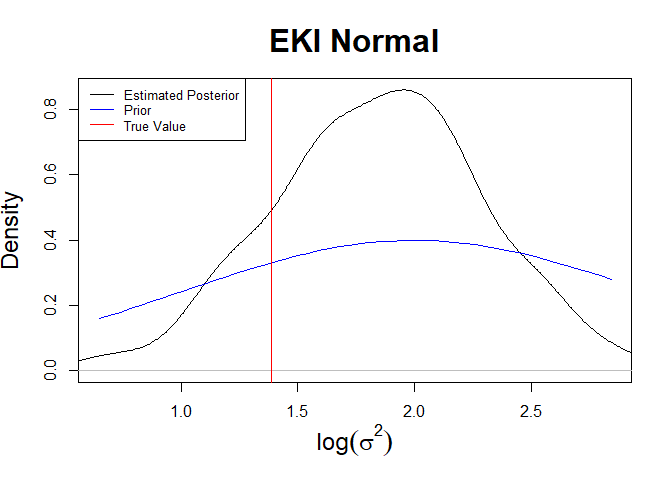 EKI Normal
Estimated Posterior
Prior
True Value
Density
0.8
0.6
0.4
0.2
0.0
1.0 1.5 2.0 2.5
log(σ²)